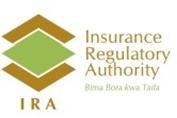 Insurance
Regulatory
Authority
Bima Bora kwa Taifa
IRA